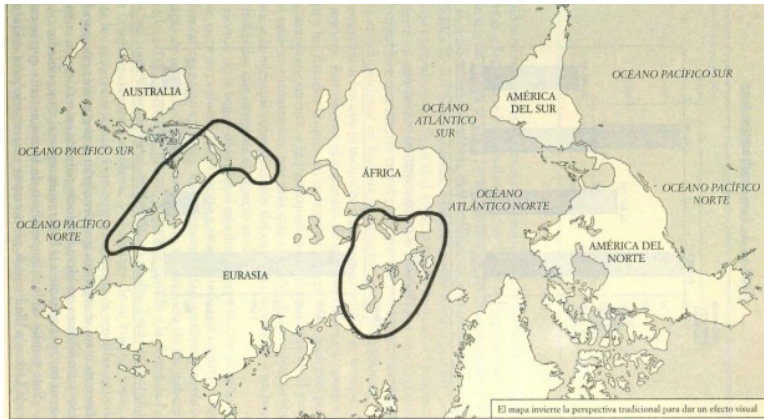 AUSTRALIA
OCÉANO PACÍFICO SUR
OCÉANO PACÍFICO
NORTE
EURASIA
ÁFRICA
OCÉANO
ATLÁNTICO
SUR
OCÉANO
ATLÁNTICO NORTE
AMÉRICA
DEL SUR
OCÉANO PACÍFICO SUR
OCÉANO PACÍFICO
NORTE
AMÉRICA DEL
NORTE
El mapa invierte la perspectiva tradicional para dar un efecto visual